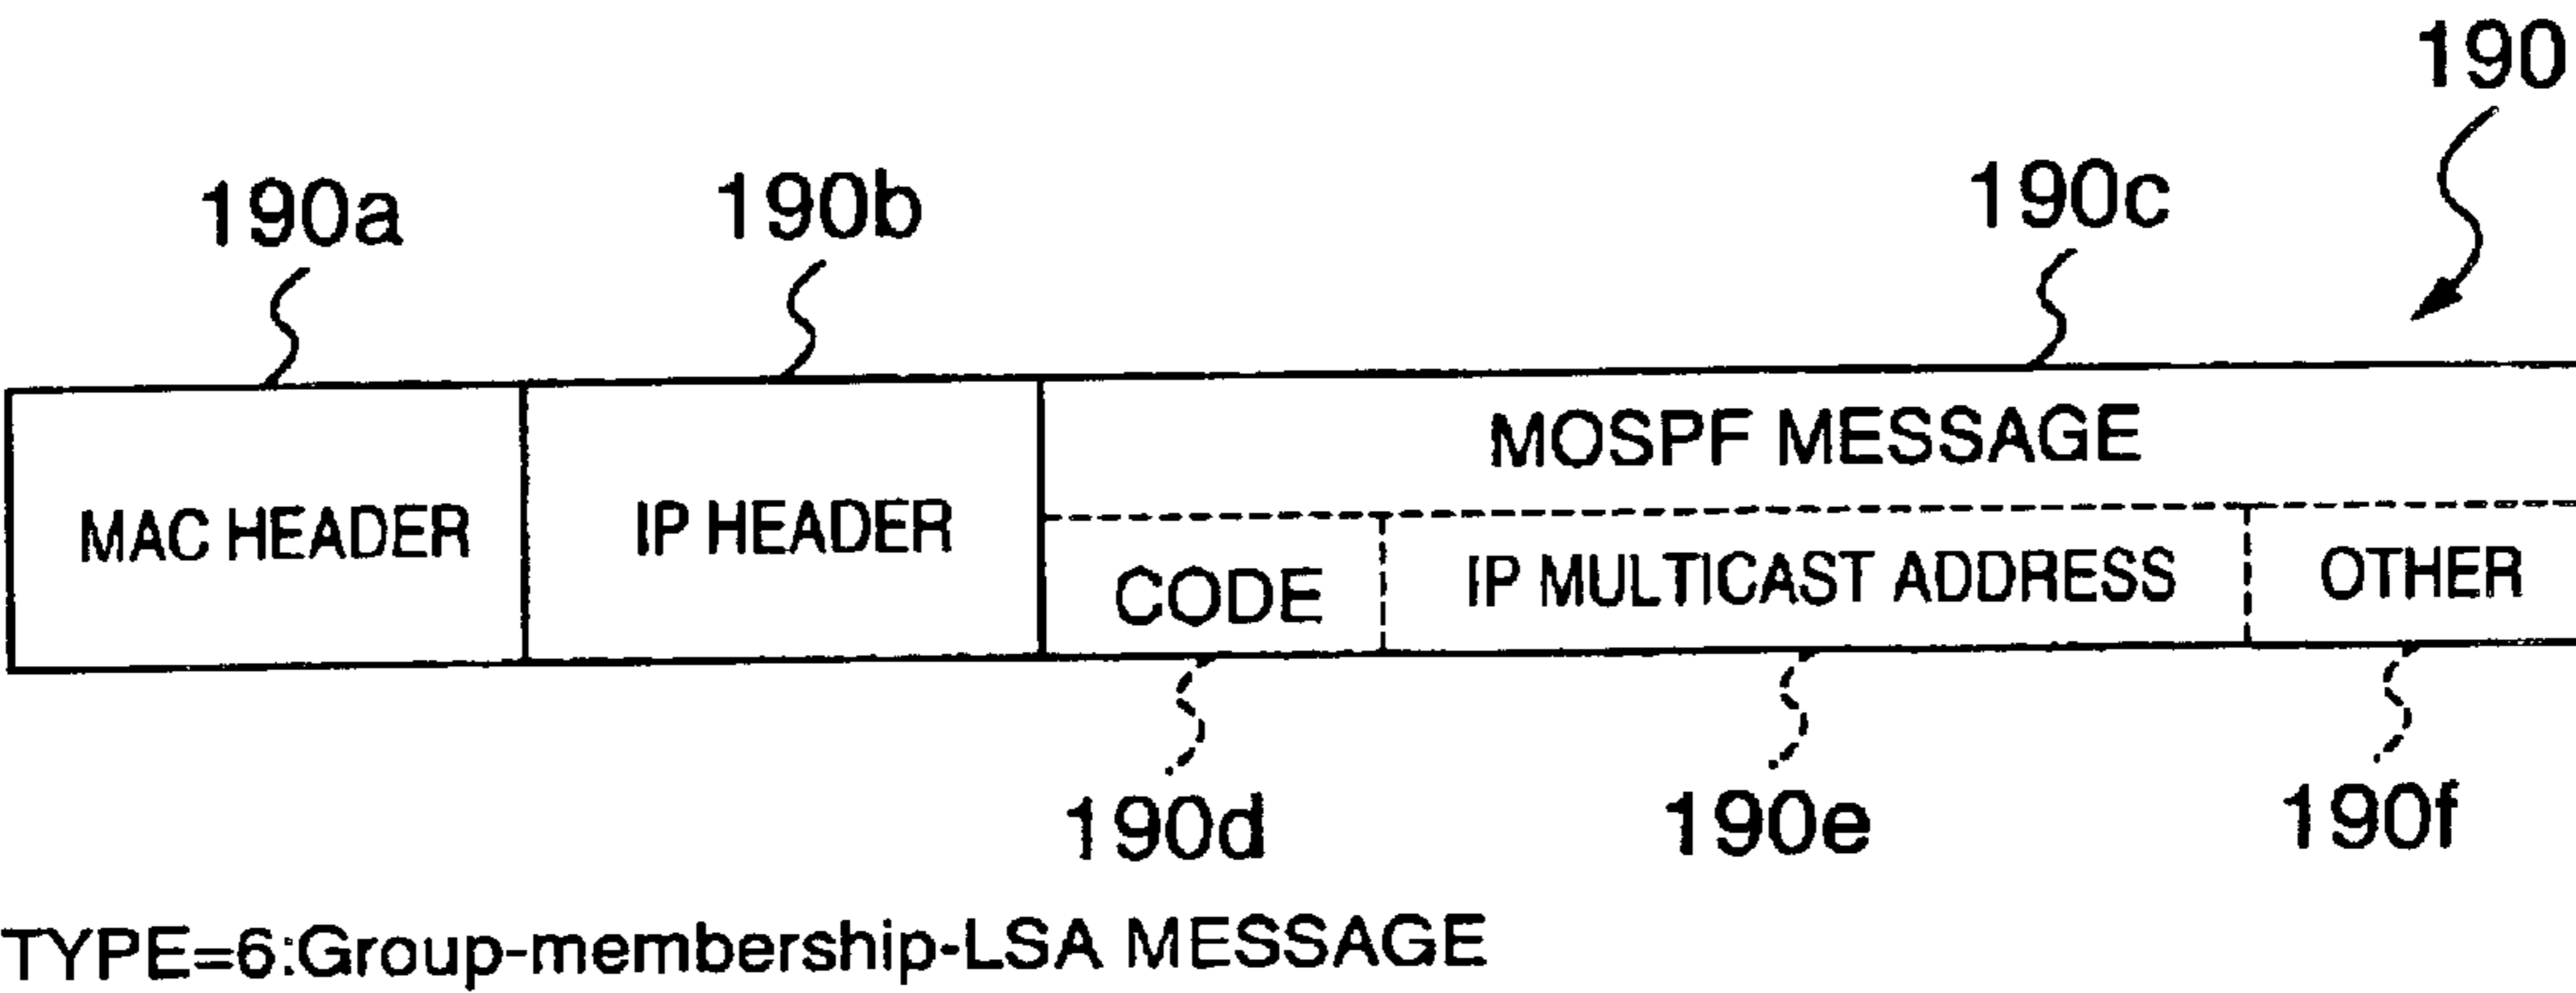 190
190a 190b 190c
MOSPF MESSAGE
MAC HEADER IP HEADER
CODE IP MULTICAST ADDRESS OTHER
190d 190e 190f
TYPE=6:Group-membership-LSA MESSAGE